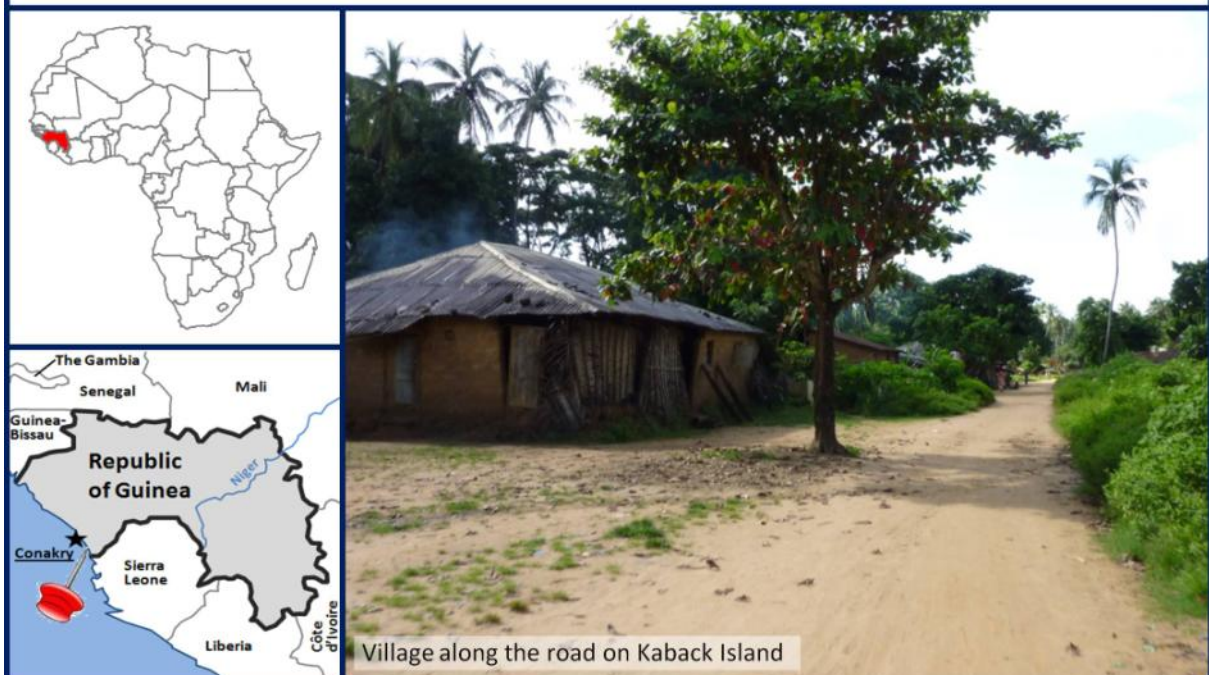 The Gambia
Senegal
Mali
Guinea-
Bissau
Republic
of Guinea
Niger
Conakry
Sierra
Leone
Liberia
Côte
d'Ivoire
Village along the road on Kaback Island